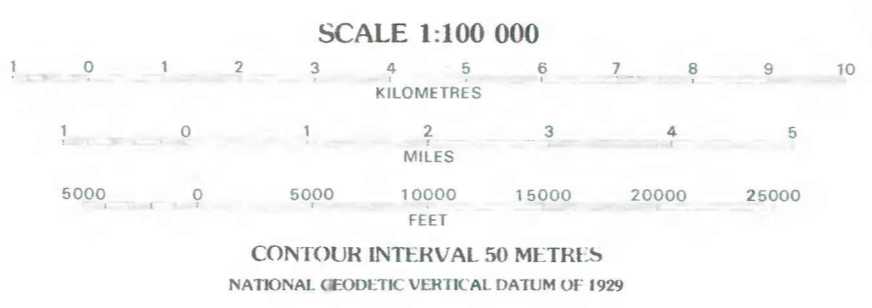 SCALE 1:100 000
1 0 1 2 3 4 5 6 7 8 9 10
KILOMETRES
1 0 1 2 3 4 5
MILES
5000 0 5000 10000 15000 20000 25000
FEET
CONTOUR INTERVAL 50 METRES
NATIONAL GEODETIC VERTICAL DATUM OF 1929